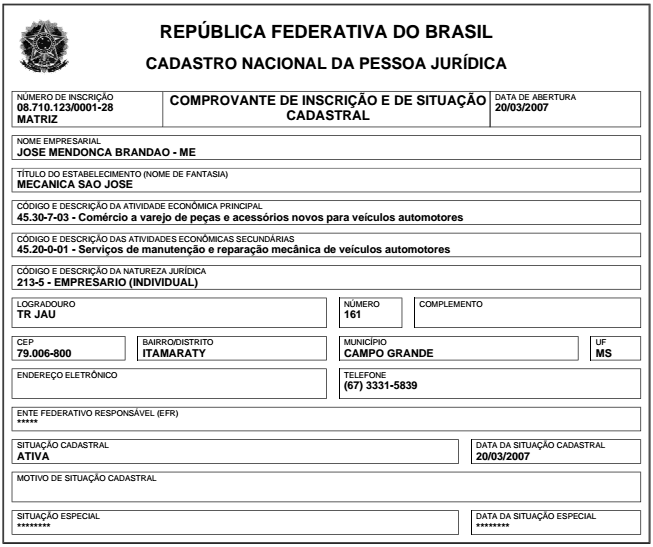 REPÚBLICA FEDERATIVA DO BRASIL
CADASTRO NACIONAL DA PESSOA JURÍDICA
NÚMERO DE INSCRIÇÃO
08.710.123/0001-28
MATRIZ
COMPROVANTE DE INSCRIÇÃO E DE SITUAÇÃO
CADASTRAL
DATA DE ABERTURA
20/03/2007
NOME EMPRESARIAL
JOSE MENDONCA BRANDAO - ME
TÍTULO DO ESTABELECIMENTO (NOME DE FANTASIA)
MECANICA SAO JOSE
CÓDIGO E DESCRIÇÃO DA ATIVIDADE ECONÔMICA PRINCIPAL
45.30-7-03 - Comércio a varejo de peças e acessórios novos para veículos automotores
CÓDIGO E DESCRIÇÃO DAS ATIVIDADES ECONÔMICAS SECUNDÁRIAS
45.20-0-01 - Serviços de manutenção e reparação mecânica de veículos automotores
CÓDIGO E DESCRIÇÃO DA NATUREZA JURÍDICA
213-5 - EMPRESARIO (INDIVIDUAL)
LOGRADOURO
TR JAU
NÚMERO
161
COMPLEMENTO
CEP
79.006-800
BAIRRO/DISTRITO
ITAMARATY
MUNICÍPIO
CAMPO GRANDE
UF
MS
ENDEREÇO ELETRÔNICO
TELEFONE
(67) 3331-5839
ENTE FEDERATIVO RESPONSÁVEL (EFR)
*****
SITUAÇÃO CADASTRAL
ATIVA
DATA DA SITUAÇÃO CADASTRAL
20/03/2007
MOTIVO DE SITUAÇÃO CADASTRAL
SITUAÇÃO ESPECIAL
********
DATA DA SITUAÇÃO ESPECIAL
********